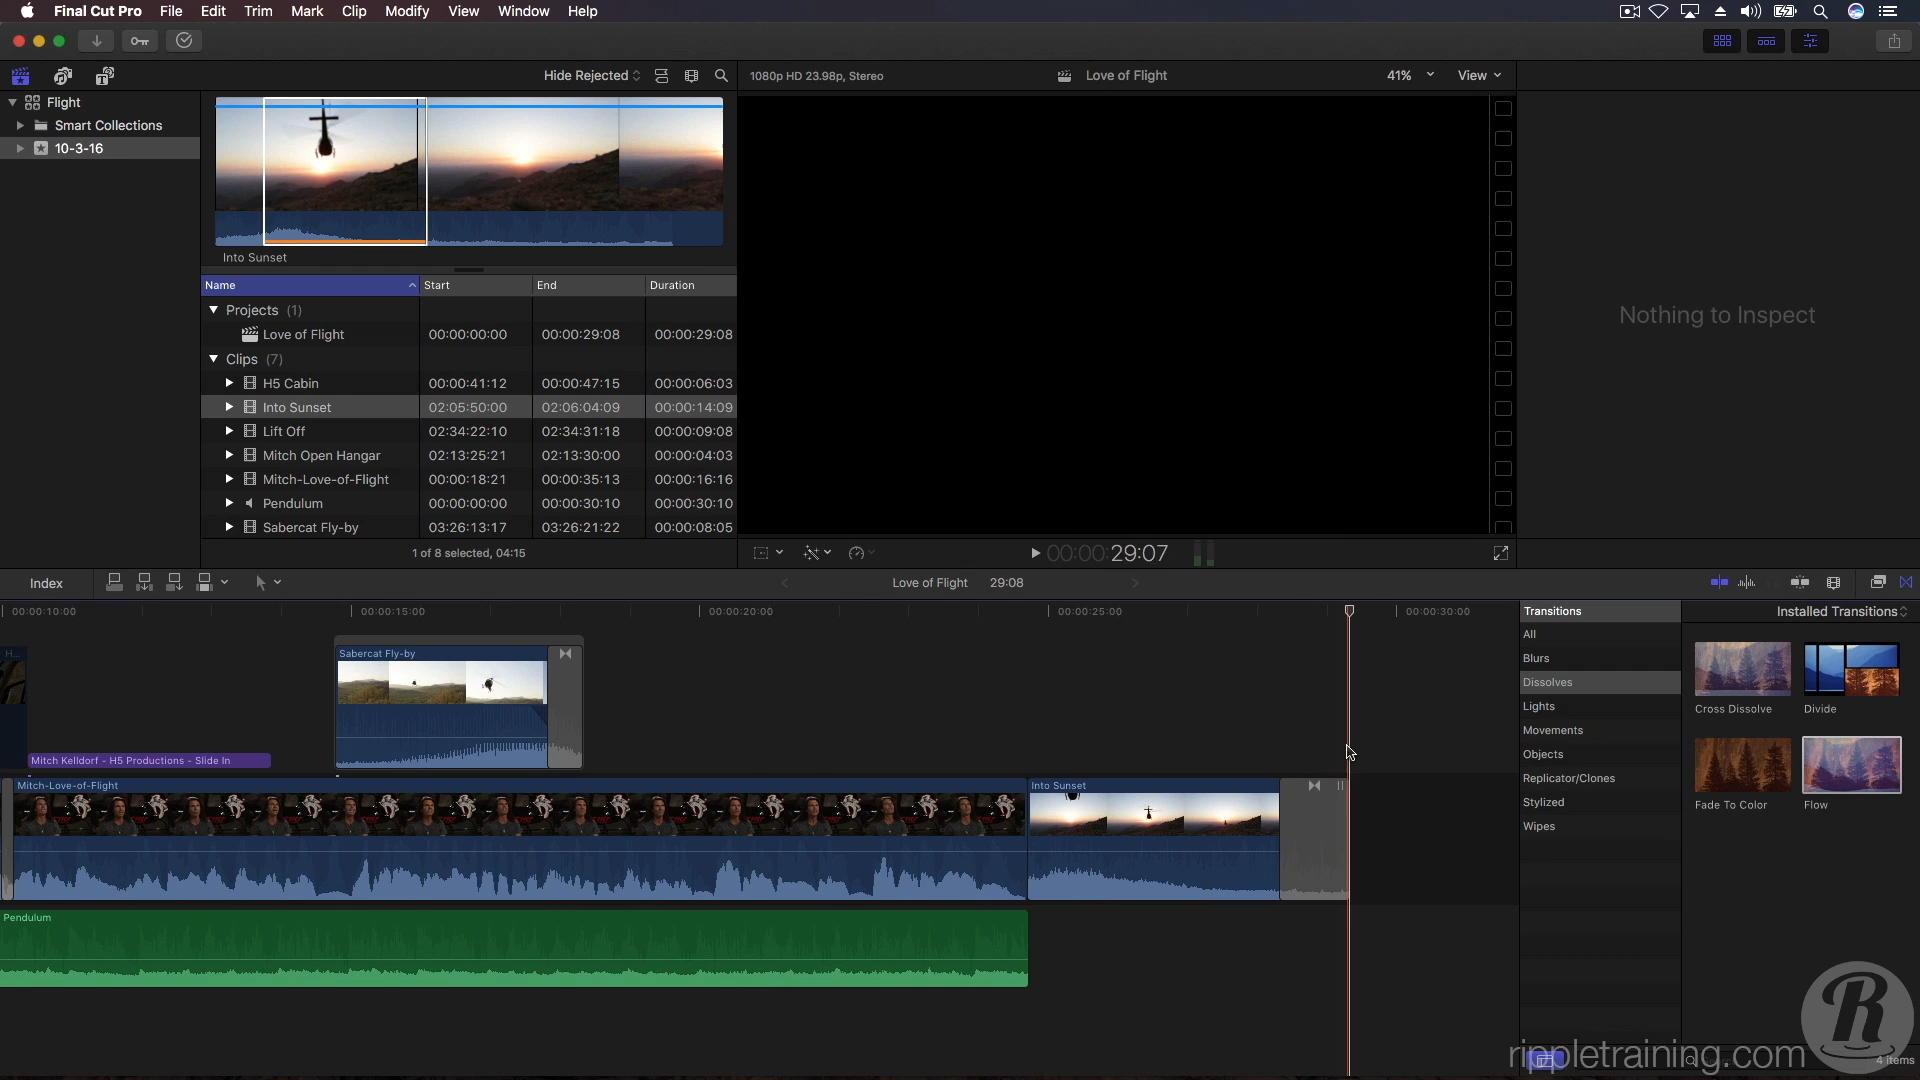 Final Cut Pro File Edit Trim Mark Clip Modify View Window Help
Hide Rejected
1080p HD 23.98p, Stereo
Love of Flight
41%
View
Flight
Smart Collections
10-3-16
Into Sunset
Name Start End Duration
Projects (1)
Love of Flight 00:00:00:00 00:00:29:08 00:00:29:08
Clips (7)
H5 Cabin 00:00:41:12 00:00:47:15 00:00:06:03
Into Sunset 02:05:50:00 02:06:04:09 00:00:14:09
Lift Off 02:34:22:10 02:34:31:18 00:00:09:08
Mitch Open Hangar 02:13:25:21 02:13:30:00 00:00:04:03
Mitch-Love-of-Flight 00:00:18:21 00:00:35:13 00:00:16:16
Pendulum 00:00:00:00 00:00:30:10 00:00:30:10
Sabercat Fly-by 03:26:13:17 03:26:21:22 00:00:08:05
1 of 8 selected, 04:15
Nothing to Inspect
00:00:00:29:07
Index
Love of Flight 29:08
00:00:10:00 00:00:15:00 00:00:20:00 00:00:25:00 00:00:30:00
H...
Sabercat Fly-by
Mitch Kelldorf - H5 Productions - Slide In
Mitch-Love-of-Flight
Into Sunset
Pendulum
Transitions
All
Blurs
Dissolves
Lights
Movements
Objects
Replicator/Clones
Stylized
Wipes
Installed Transitions
Cross Dissolve
Divide
Fade To Color
Flow
rippletraining.com
R
4 items